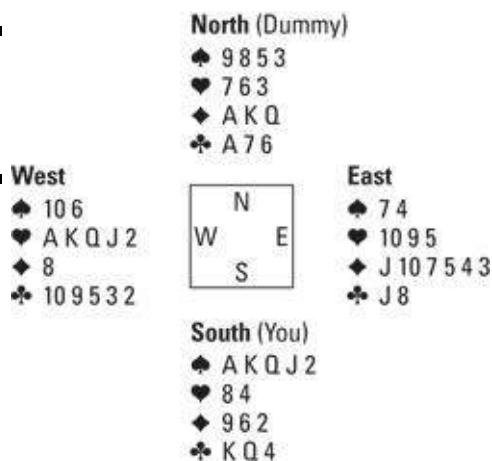 North (Dummy)
♠ 9 8 5 3
♥ 7 6 3
♦ A K Q
♣ A 7 6
West
♠ 10 6
♥ A K Q J 2
♦ 8
♣ 10 9 5 3 2
N
W E
S
East
♠ 7 4
♥ 10 9 5
♦ J 10 7 5 4 3
♣ J 8
South (You)
♠ A K Q J 2
♥ 8 4
♦ 9 6 2
♣ K Q 4